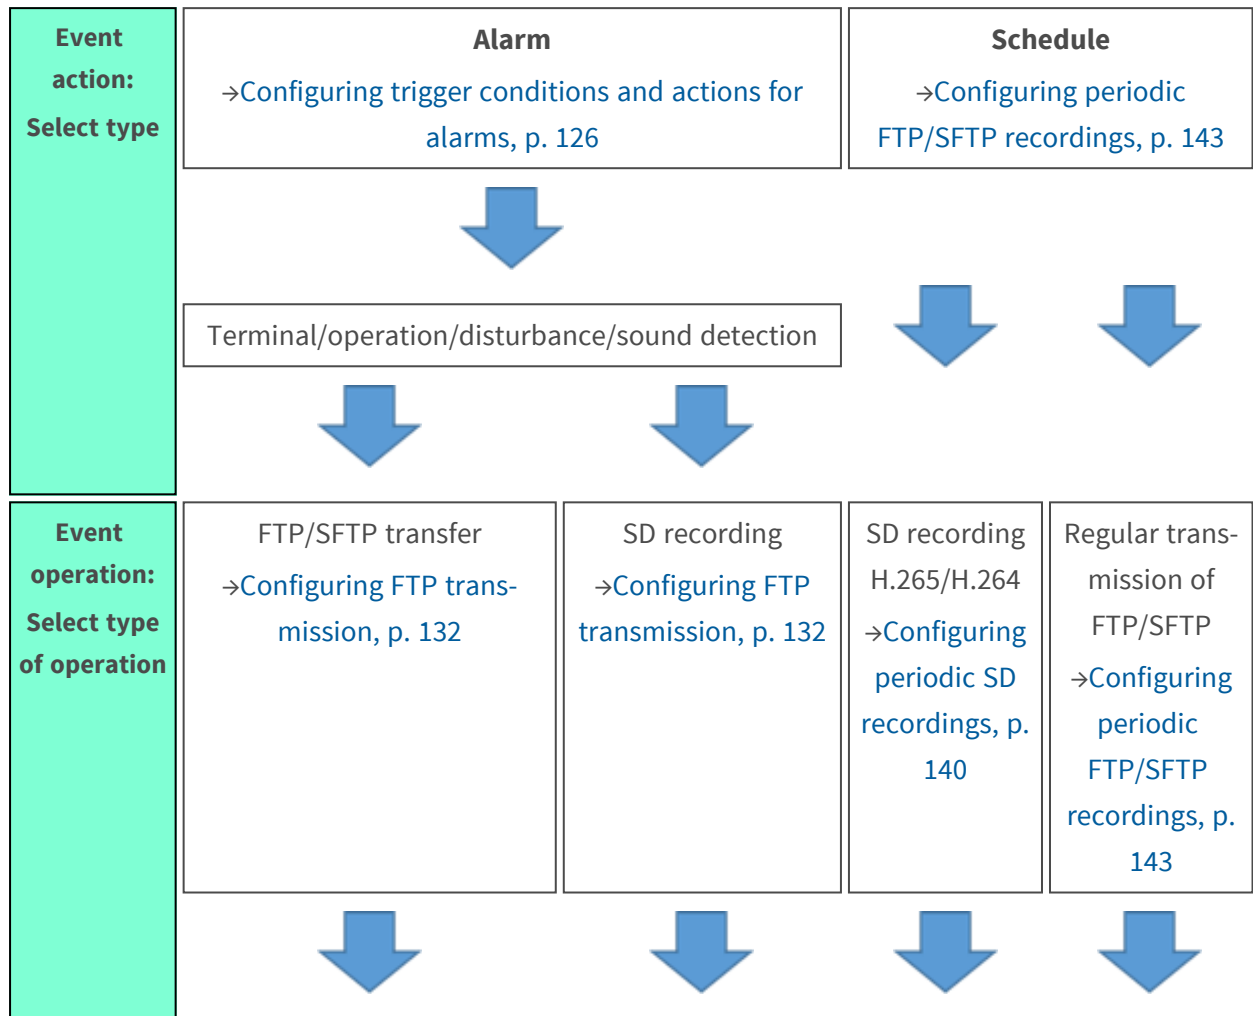 Event
action:
Select type
Alarm
→Configuring trigger conditions and actions for
alarms, p. 126
Schedule
→Configuring periodic
FTP/SFTP recordings, p. 143
Terminal/operation/disturbance/sound detection
Event
operation:
Select type
of operation
FTP/SFTP transfer
→Configuring FTP trans-
mission, p. 132
SD recording
→Configuring FTP
transmission, p. 132
SD recording
H.265/H.264
→Configuring
periodic SD
recordings, p.
140
Regular trans-
mission of
FTP/SFTP
→Configuring
periodic
FTP/SFTP
recordings, p.
143